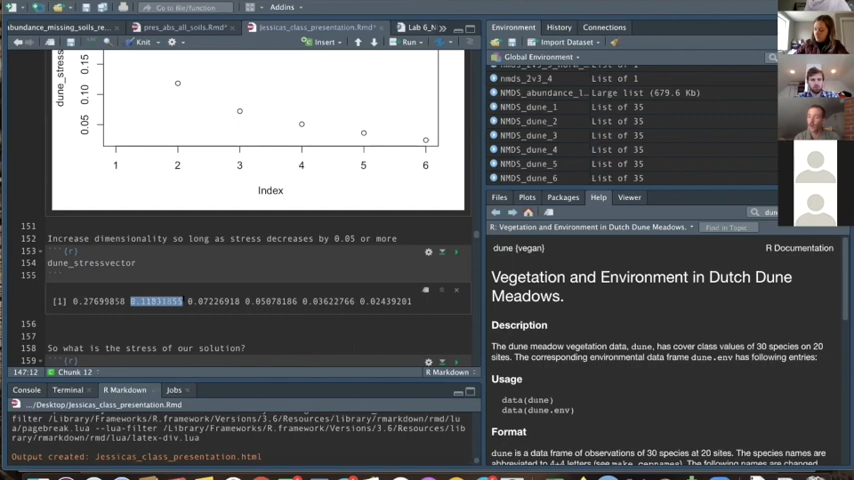 Go to file/function
Addins
abundance_missing_soils_re...
pres_abs_all_soils.Rmd*
Jessicas_class_presentation.Rmd*
Lab 6_N
Knit
Insert
Run
dune_stress
0.05 0.10 0.15
1 2 3 4 5 6
Index
151
152 Increase dimensionality so long as stress decreases by 0.05 or more
153 ```{r}
154 dune_stressvector
155 ```
[1] 0.27699858 0.11831855 0.07226918 0.05078186 0.03622766 0.02439201
156
157
158 So what is the stress of our solution?
159 ```{r}
147:12 Chunk 12 R Markdown
Console Terminal R Markdown Jobs
.../Desktop/Jessicas_class_presentation.Rmd
filter /Library/Frameworks/R.framework/Versions/3.6/Resources/library/rmarkdown/rmd/lu
a/pagebreak.lua --lua-filter /Library/Frameworks/R.framework/Versions/3.6/Resources/lib
rary/rmarkdown/rmd/lua/latex-div.lua
Output created: Jessicas_class_presentation.html
Environment History Connections
Import Dataset
Global Environment
List of 1
nmds_2v3_4 List of 1
NMDS_abundance_l... Large list (679.6 Kb)
NMDS_dune_1 List of 35
NMDS_dune_2 List of 35
NMDS_dune_3 List of 35
NMDS_dune_4 List of 35
NMDS_dune_5 List of 35
NMDS_dune_6 List of 35
Files Plots Packages Help Viewer
dun
R: Vegetation and Environment in Dutch Dune Meadows. Find in Topic
dune {vegan} R Documentation
Vegetation and Environment in Dutch Dune
Meadows.
Description
The dune meadow vegetation data, dune, has cover class values of 30 species on 20
sites. The corresponding environmental data frame dune.env has following entries:
Usage
data(dune)
data(dune.env)
Format
dune is a data frame of observations of 30 species at 20 sites. The species names are
abbreviated to 4+4 letters (see make.cepnames). The following names are changed